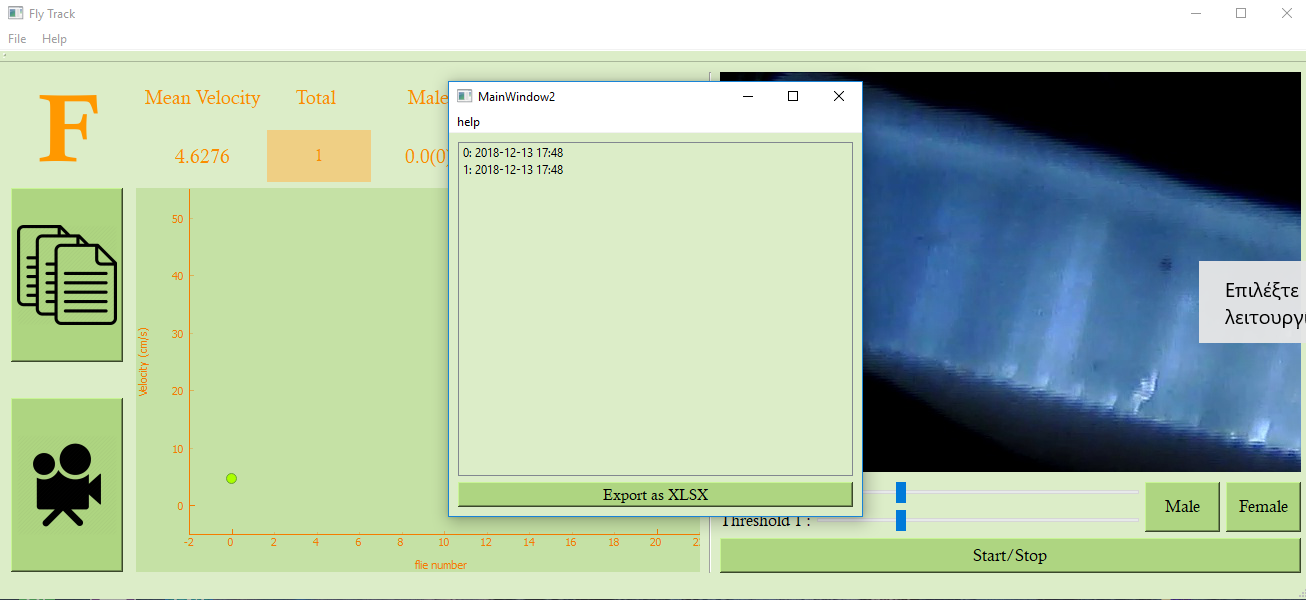 Fly Track
File Help
F
Mean Velocity Total Male
4.6276 1 0.0(0)
MainWindow2
help
0: 2018-12-13 17:48
1: 2018-12-13 17:48
Export as XLSX
Velocity (cm/s)
50
40
30
20
10
0
-2 0 2 4 6 8 10 12 14 16 18 20 2
flie number
Επιλέξτε
λειτουργι
Threshold 1 :
Male Female
Start/Stop